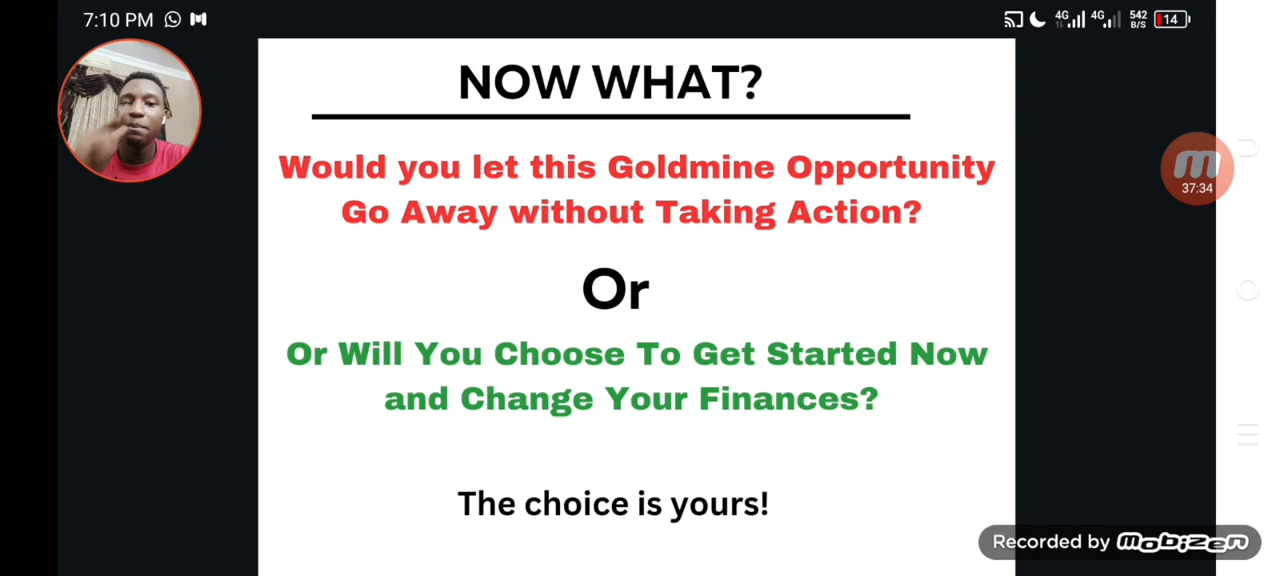 7:10 PM
4G 4G 542 B/S 14
NOW WHAT?
Would you let this Goldmine Opportunity
Go Away without Taking Action?
37:34
Or
Or Will You Choose To Get Started Now
and Change Your Finances?
The choice is yours!
Recorded by mobizen